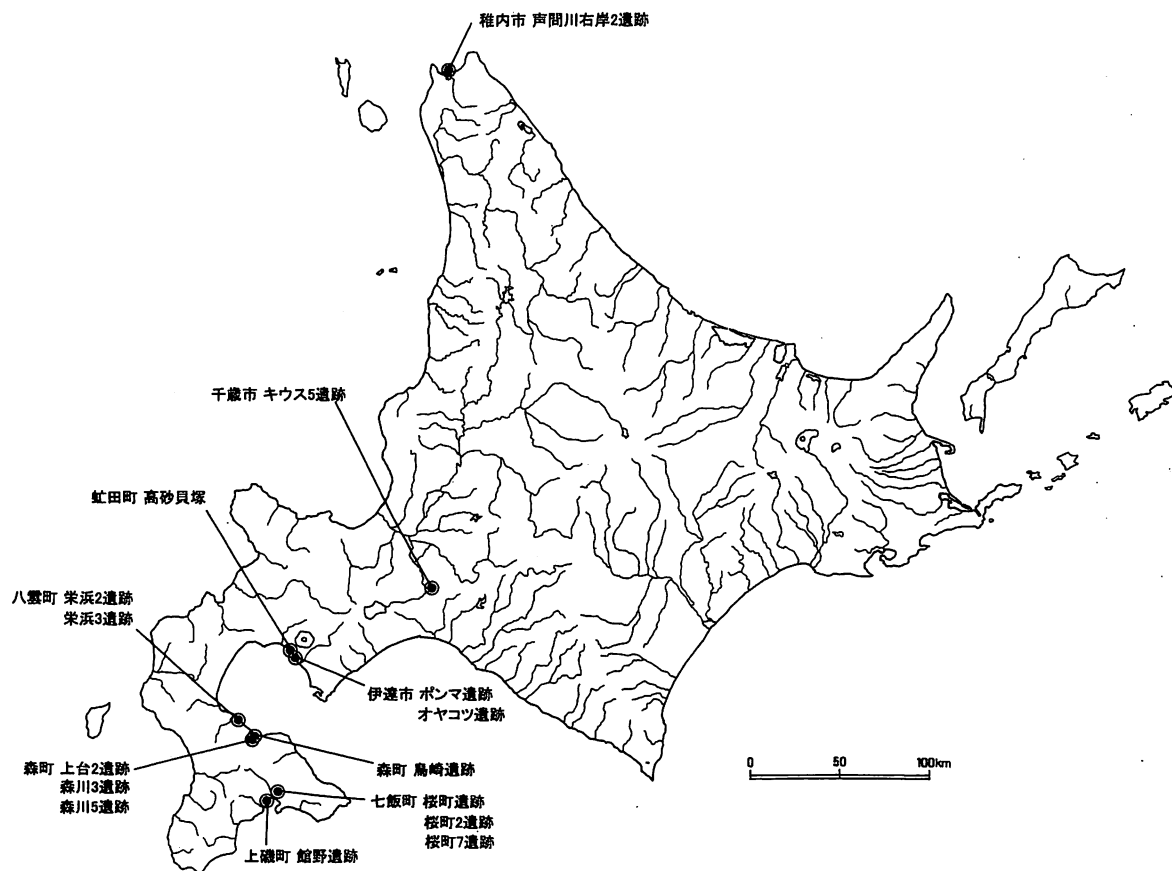 稚内市 声問川右岸2遺跡
千歳市 キウス5遺跡
虻田町 高砂貝塚
八雲町 栄浜2遺跡
栄浜3遺跡
伊達市 ポンマ遺跡
オヤコツ遺跡
森町 上台2遺跡
森川3遺跡
森川5遺跡
森町 鳥崎遺跡
七飯町 桜町遺跡
桜町2遺跡
桜町7遺跡
上磯町 館野遺跡
0 50 100km